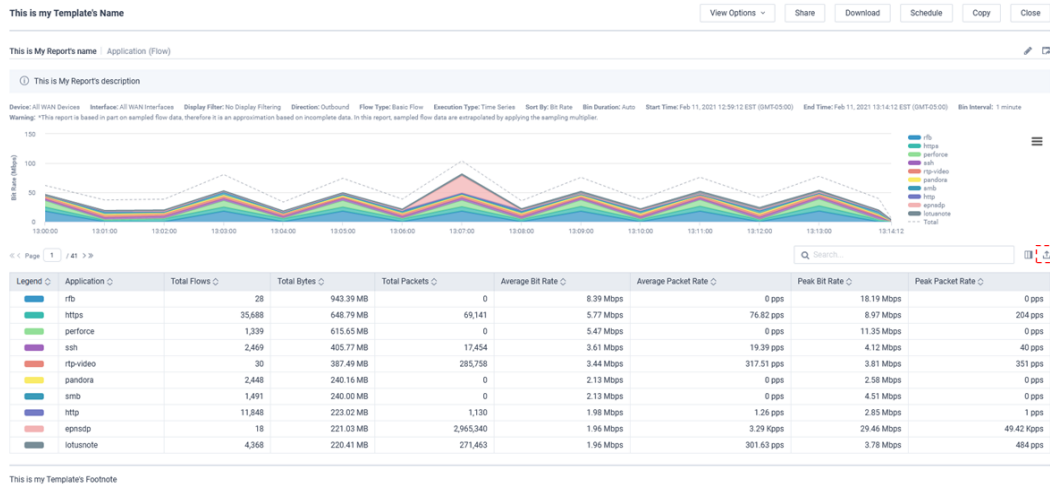 This is my Template's Name
View Options Share Download Schedule Copy Close
This is My Report's name | Application (Flow)
This is My Report's description
Device: All WAN Devices Interface: All WAN Interfaces Display Filter: No Display Filtering Direction: Outbound Flow Type: Basic Flow Execution Type: Time Series Sort By: Bit Rate Bin Duration: Auto Start Time: Feb 11, 2021 12:59:12 EST (GMT-05:00) End Time: Feb 11, 2021 13:14:12 EST (GMT-05:00) Bin Interval: 1 minute
Warning: *This report is based in part on sampled flow data, therefore it is an approximation based on incomplete data. In this report, sampled flow data are extrapolated by applying the sampling multiplier.
Bit Rate (Mbps)
150
100
50
0
13:00:00 13:01:00 13:02:00 13:03:00 13:04:00 13:05:00 13:06:00 13:07:00 13:08:00 13:09:00 13:10:00 13:11:00 13:12:00 13:13:00 13:14:12
rfb
https
perforce
ssh
rtp-video
pandora
smb
http
epnsdp
lotusnote
Total
<< Page 1 / 41 >>
Search...
Legend Application Total Flows Total Bytes Total Packets Average Bit Rate Average Packet Rate Peak Bit Rate Peak Packet Rate
rfb 28 943.39 MB 0 8.39 Mbps 0 pps 18.19 Mbps 0 pps
https 35,688 648.79 MB 69,141 5.77 Mbps 76.82 pps 8.97 Mbps 204 pps
perforce 1,339 615.65 MB 0 5.47 Mbps 0 pps 11.35 Mbps 0 pps
ssh 2,469 405.77 MB 17,454 3.61 Mbps 19.39 pps 4.12 Mbps 40 pps
rtp-video 30 387.49 MB 285,758 3.44 Mbps 317.51 pps 3.81 Mbps 351 pps
pandora 2,448 240.16 MB 0 2.13 Mbps 0 pps 2.58 Mbps 0 pps
smb 1,491 240.00 MB 0 2.13 Mbps 0 pps 4.51 Mbps 0 pps
http 11,848 223.02 MB 1,130 1.98 Mbps 1.26 pps 2.85 Mbps 1 pps
epnsdp 18 221.03 MB 2,965,340 1.96 Mbps 3.29 Kpps 29.46 Mbps 49.42 Kpps
lotusnote 4,368 220.41 MB 271,463 1.96 Mbps 301.63 pps 3.78 Mbps 484 pps
This is my Template's Footnote